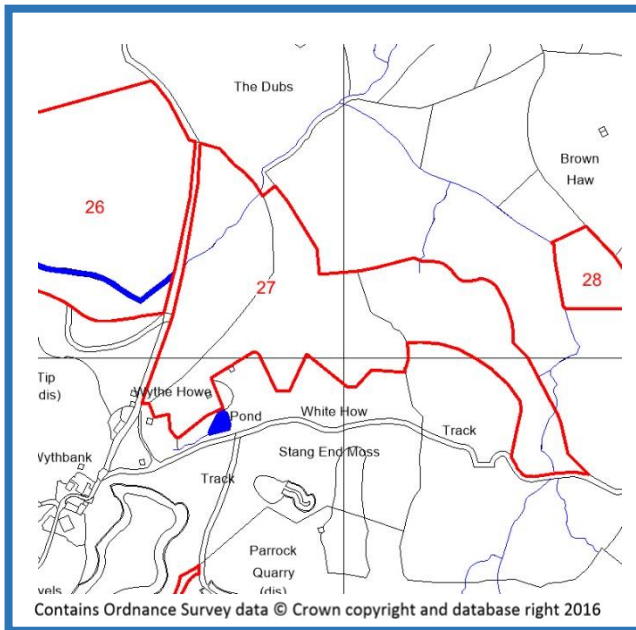 The Dubs
Brown
Haw
26
27
28
Tip
dis)
Wythe Howe
Pond
White How
Track
Wythbank
Stang End Moss
Track
Parrock
Quarry
(dis)
vels
Contains Ordnance Survey data © Crown copyright and database right 2016